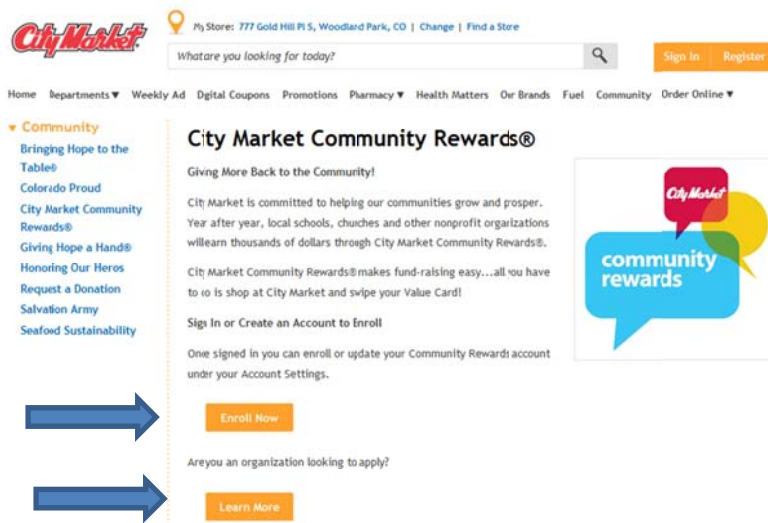 City Market
My Store: 777 Gold Hill Pl S, Woodlard Park, CO | Change | Find a Store
Whatare you looking for today?
Sign In Register
Home Departments▼ Weekly Ad Dgital Coupons Promotions Pharmacy▼ Health Matters Our Brands Fuel Community Order Online▼
▼ Community
Bringing Hope to the
Table®
Colorado Proud
City Market Community
Rewards®
Giving Hope a Hand®
Honoring Our Heros
Request a Donation
Salvation Army
Seafood Sustainability
City Market Community Rewards®
Giving More Back to the Community!
City Market is committed to helping our communities grow and prosper.
Year after year, local schools, churches and other nonprofit organizations
willearn thousands of dollars through City Market Community Rewards®.
City Market Community Rewards®makes fund-raising easy...all you have
to do is shop at City Market and swipe your Value Card!
Sign In or Create an Account to Enroll
Once signed in you can enroll or update your Community Rewards account
under your Account Settings.
Enroll Now
Areyou an organization looking to apply?
Learn More
City Market
community
rewards